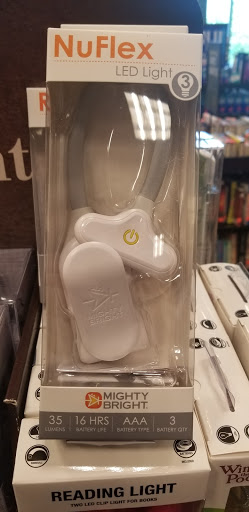 NuFlex
LED Light
3
MIGHTY
BRIGHT
35
LUMENS
16 HRS
BATTERY LIFE
AAA
BATTERY TYPE
3
BATTERY QTY
READING LIGHT
TWO LED CLIP LIGHT FOR BOOKS